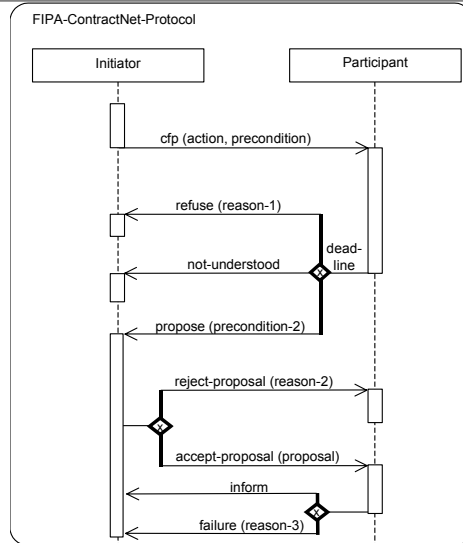 FIPA-ContractNet-Protocol
Initiator
Participant
cfp (action, precondition)
refuse (reason-1)
dead-
line
not-understood
x
propose (precondition-2)
reject-proposal (reason-2)
x
accept-proposal (proposal)
inform
x
failure (reason-3)